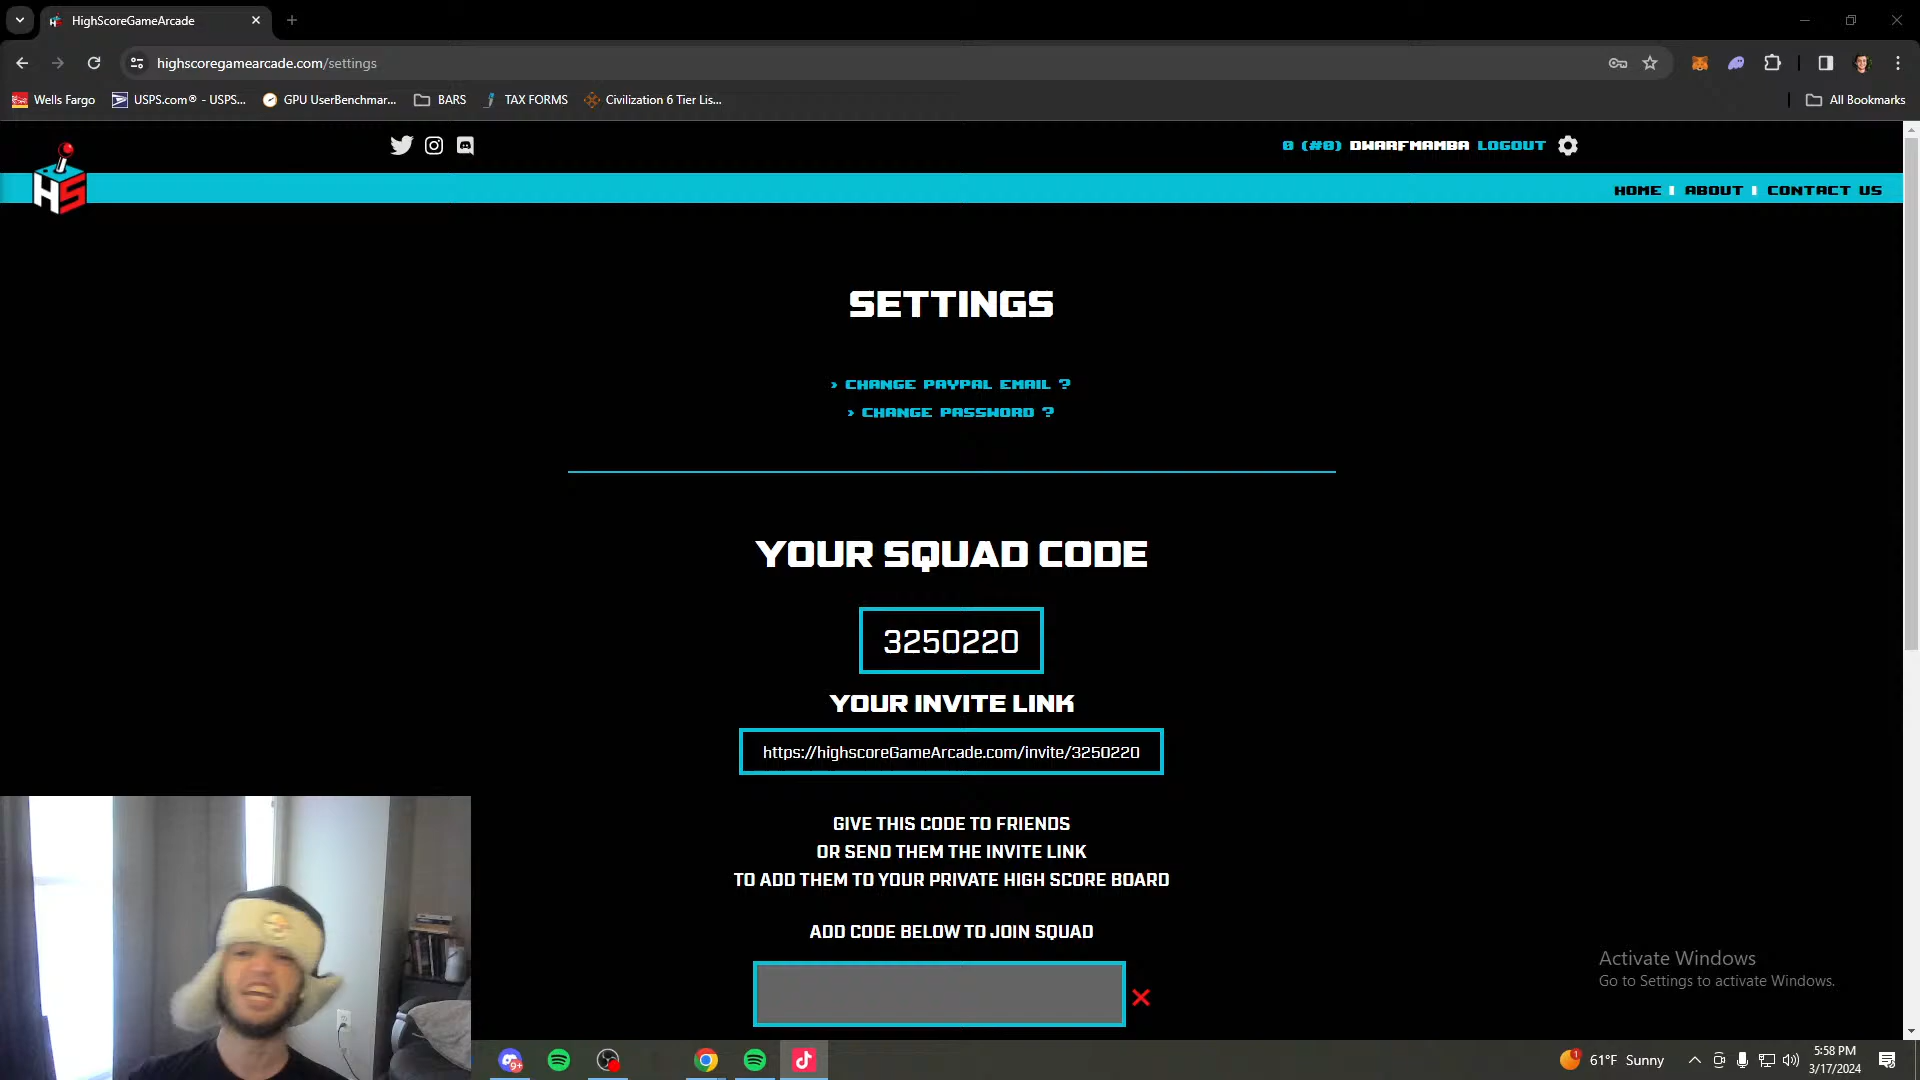 HighScoreGameArcade
highscoregamearcade.com/settings
Wells Fargo
USPS.com® - USPS...
GPU UserBenchmar...
BARS
TAX FORMS
Civilization 6 Tier Lis...
All Bookmarks
0 (#0) DWARFMAMBA LOGOUT
HS
HOME | ABOUT | CONTACT US
SETTINGS
> CHANGE PAYPAL EMAIL ?
> CHANGE PASSWORD ?
YOUR SQUAD CODE
3250220
YOUR INVITE LINK
https://highscoreGameArcade.com/invite/3250220
GIVE THIS CODE TO FRIENDS
OR SEND THEM THE INVITE LINK
TO ADD THEM TO YOUR PRIVATE HIGH SCORE BOARD
ADD CODE BELOW TO JOIN SQUAD
Activate Windows
Go to Settings to activate Windows.
9+
1
61°F Sunny
5:58 PM
3/17/2024